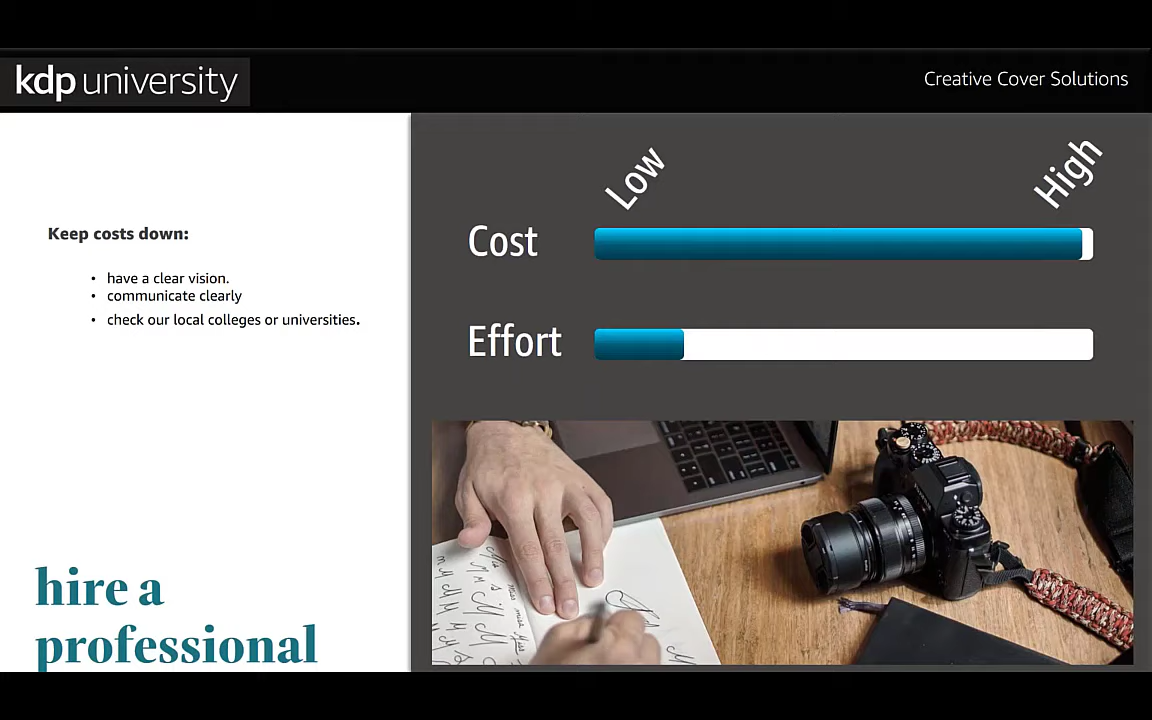 kdp university
Creative Cover Solutions
Keep costs down:
• have a clear vision.
• communicate clearly
• check our local colleges or universities.
hire a
professional
Low
High
Cost
Effort